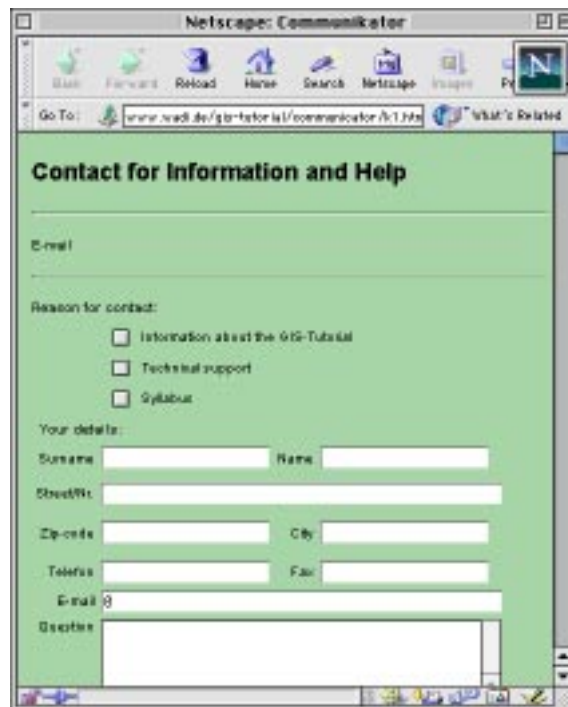 Netscape: Communikator
Back Forward Reload Home Search Netscape Images
Go To: www.wadi.de/gis-tutorial/communicator/k1.htm What's Related
Contact for Information and Help
E-mail
Reason for contact:
Information about the GIS-Tutorial
Technical support
Syllabus
Your details:
Surname Name
Street/Nr.
Zip-code City
Telefon Fax
E-mail @
Question